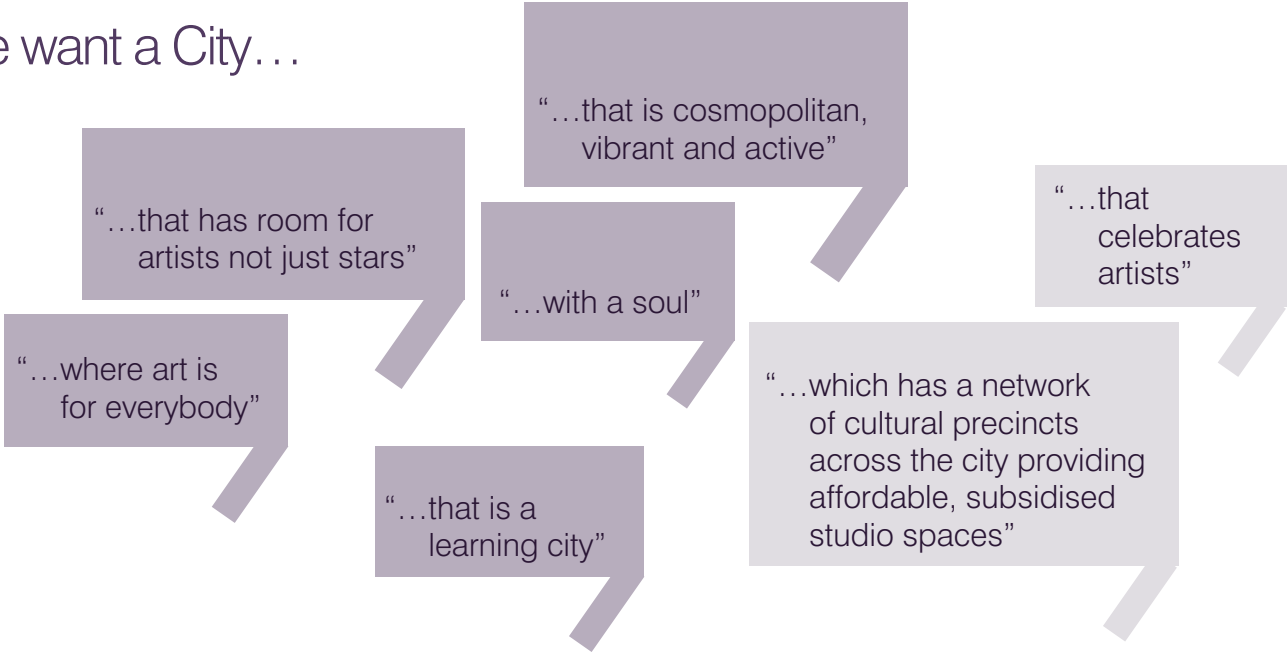 e want a City…
“…that is cosmopolitan,
vibrant and active”
“…that has room for
artists not just stars”
“…that
celebrates
artists”
“…with a soul”
“…where art is
for everybody”
“…which has a network
of cultural precincts
across the city providing
affordable, subsidised
studio spaces”
“…that is a
learning city”